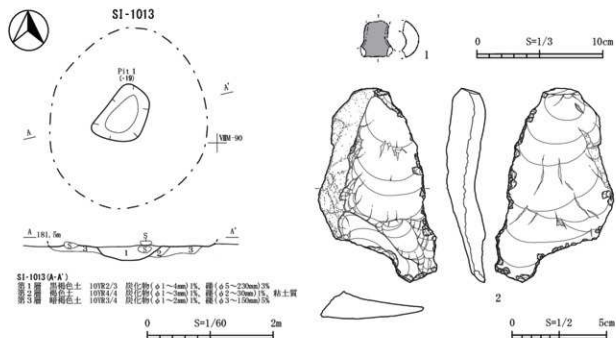 SI-1013
Pit 1
(-19)
A
A'
ⅧM-90
A
181.5m
A'
S
S
S
3
1
2
3
SI-1013(A-A')
第1層 黒褐色土 10YR2/3 炭化物(φ1~4mm)1%、礫(φ5~230mm)3%
第2層 褐色土 10YR4/4 炭化物(φ2~3mm)1%、礫(φ2~30mm)1%、粘土質
第3層 暗褐色土 10YR3/4 炭化物(φ1~2mm)1%、礫(φ3~150mm)5%
0 S=1/60 2m
1
0 S=1/3 10cm
2
0 S=1/2 5cm